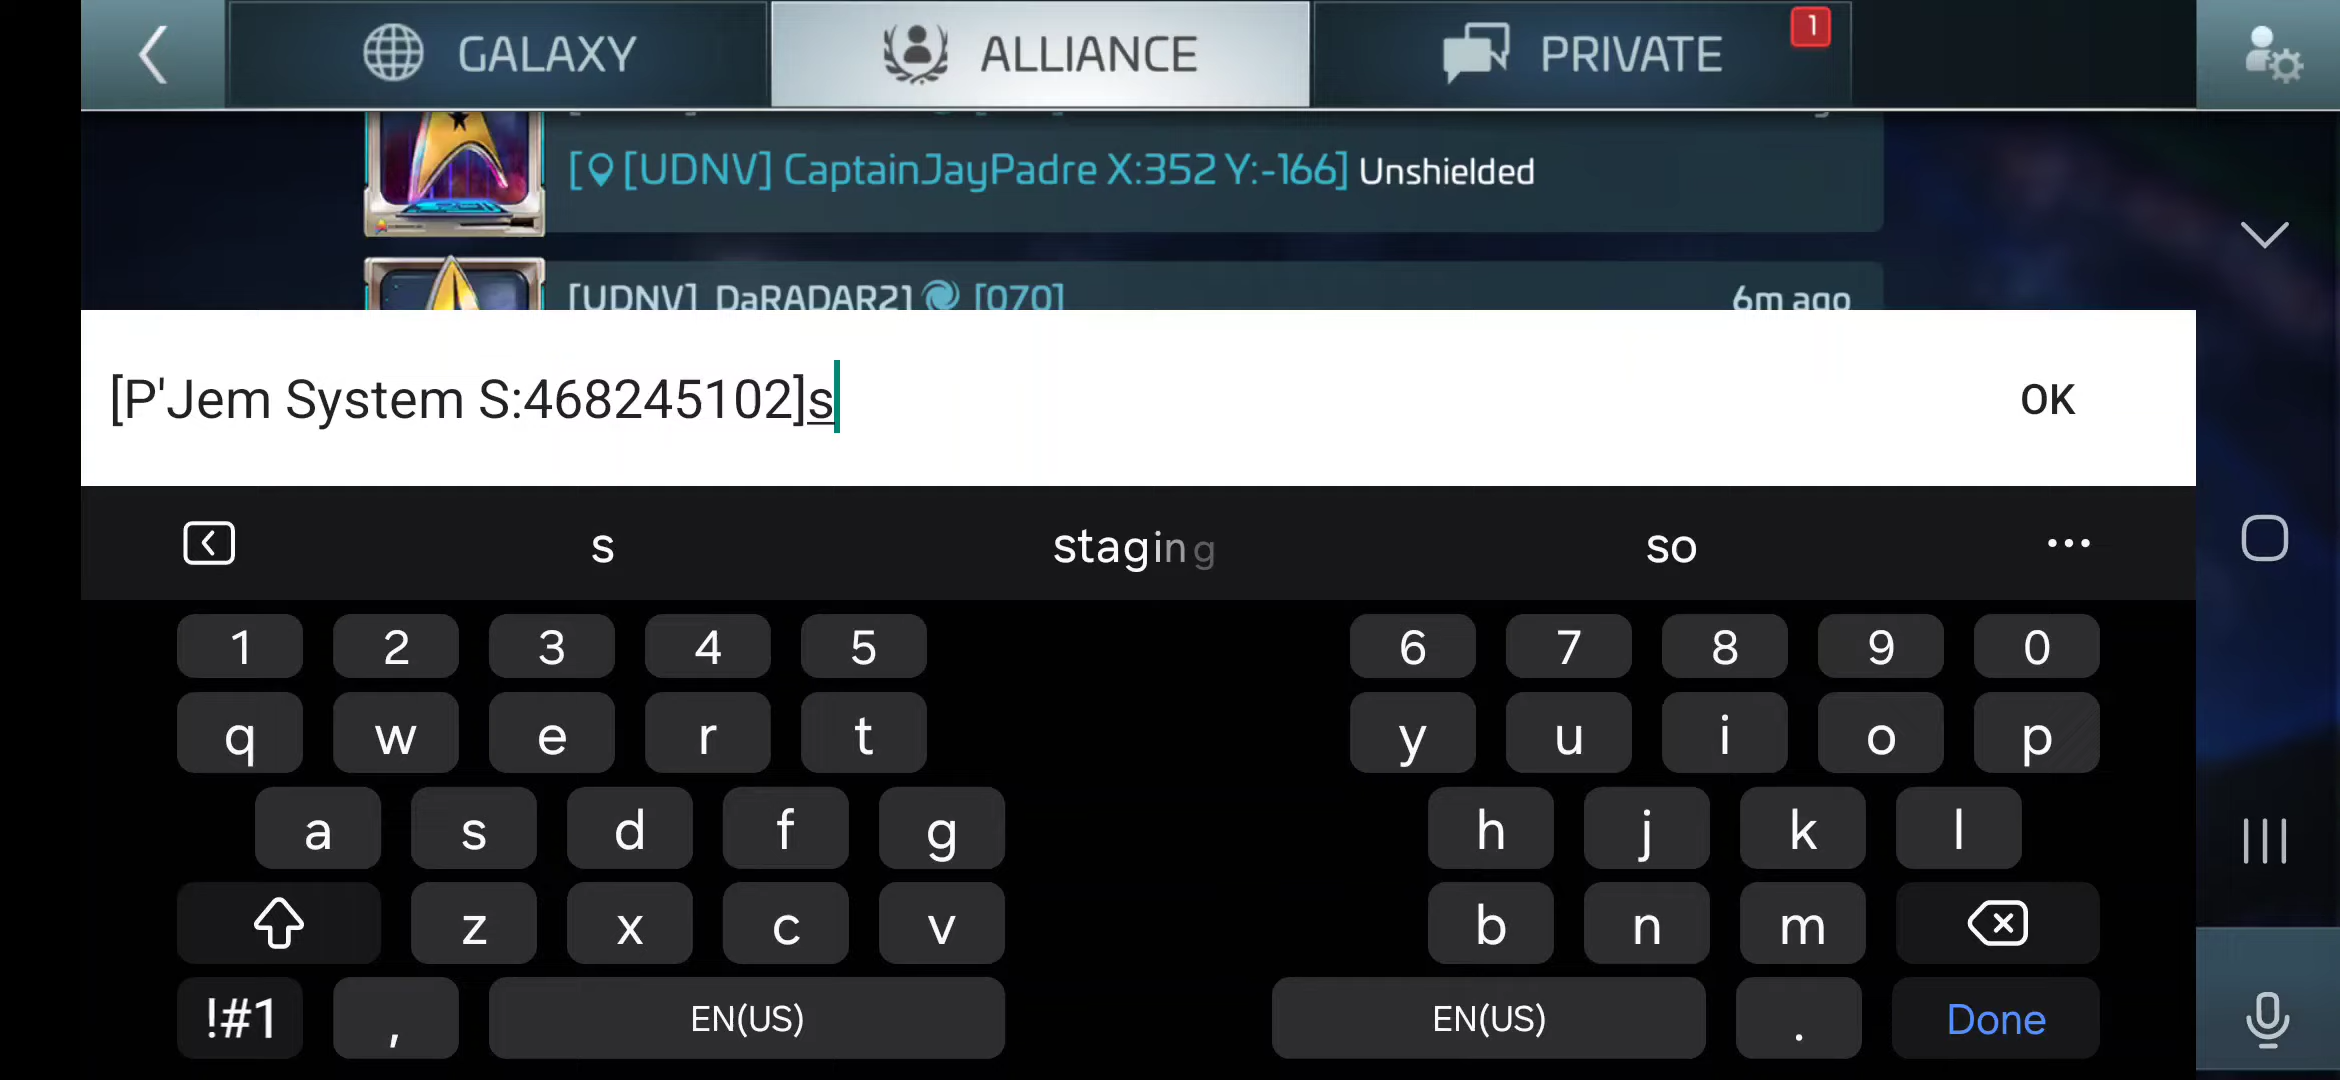 GALAXY
ALLIANCE
PRIVATE
1
[[UDNV] CaptainJayPadre X:352 Y:-166] Unshielded
[UDNV] DaRADAR21 [070]
6m ago
[P'Jem System S:468245102]s
OK
s
staging
so
1 2 3 4 5 6 7 8 9 0
q w e r t y u i o p
a s d f g h j k l
z x c v b n m
!#1 , EN(US) EN(US) . Done